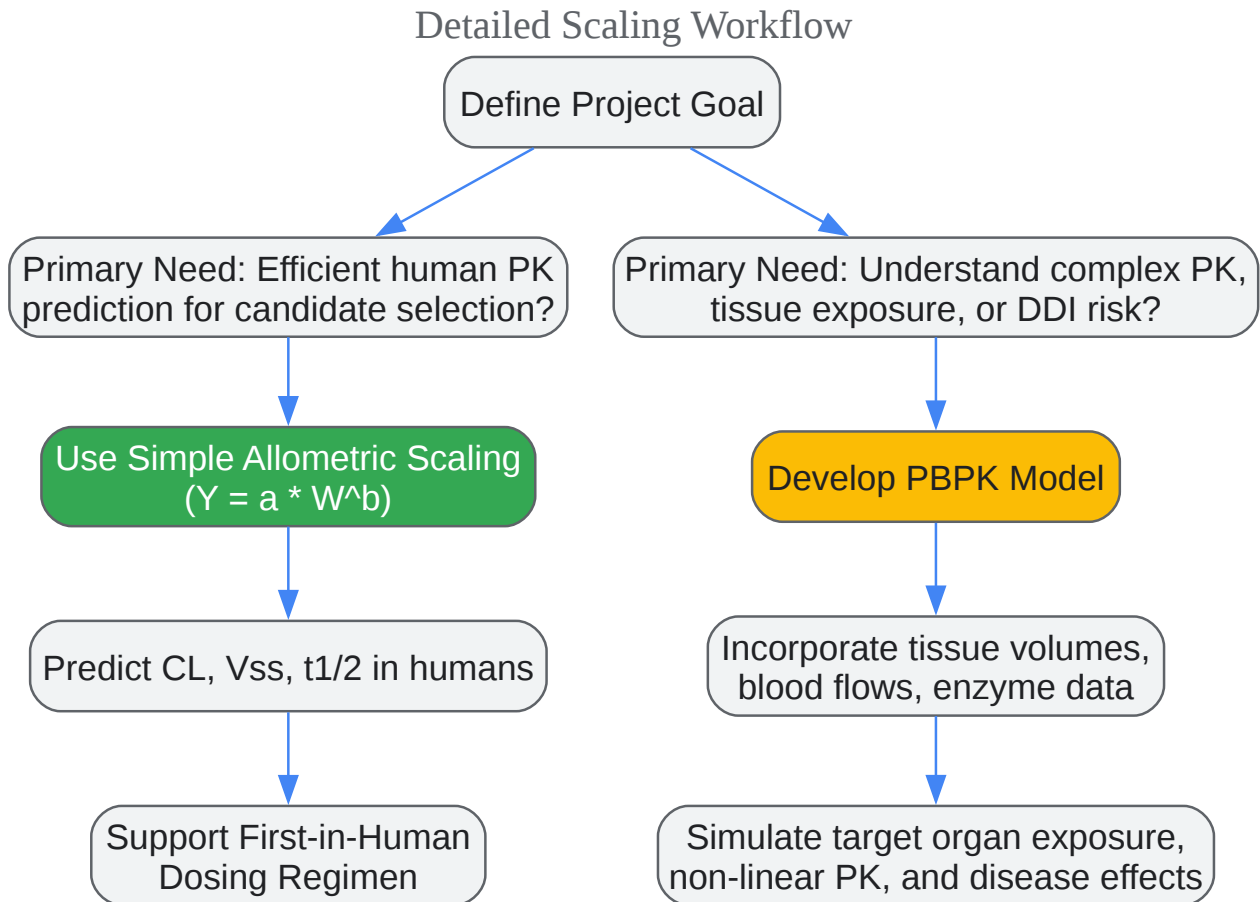 Detailed Scaling Workflow
Define Project Goal
Primary Need: Efficient human PK
prediction for candidate selection?
Primary Need: Understand complex PK,
tissue exposure, or DDI risk?
Use Simple Allometric Scaling
(Y = a * W^b)
Develop PBPK Model
Predict CL, Vss, t1/2 in humans
Incorporate tissue volumes,
blood flows, enzyme data
Support First-in-Human
Dosing Regimen
Simulate target organ exposure,
non-linear PK, and disease effects